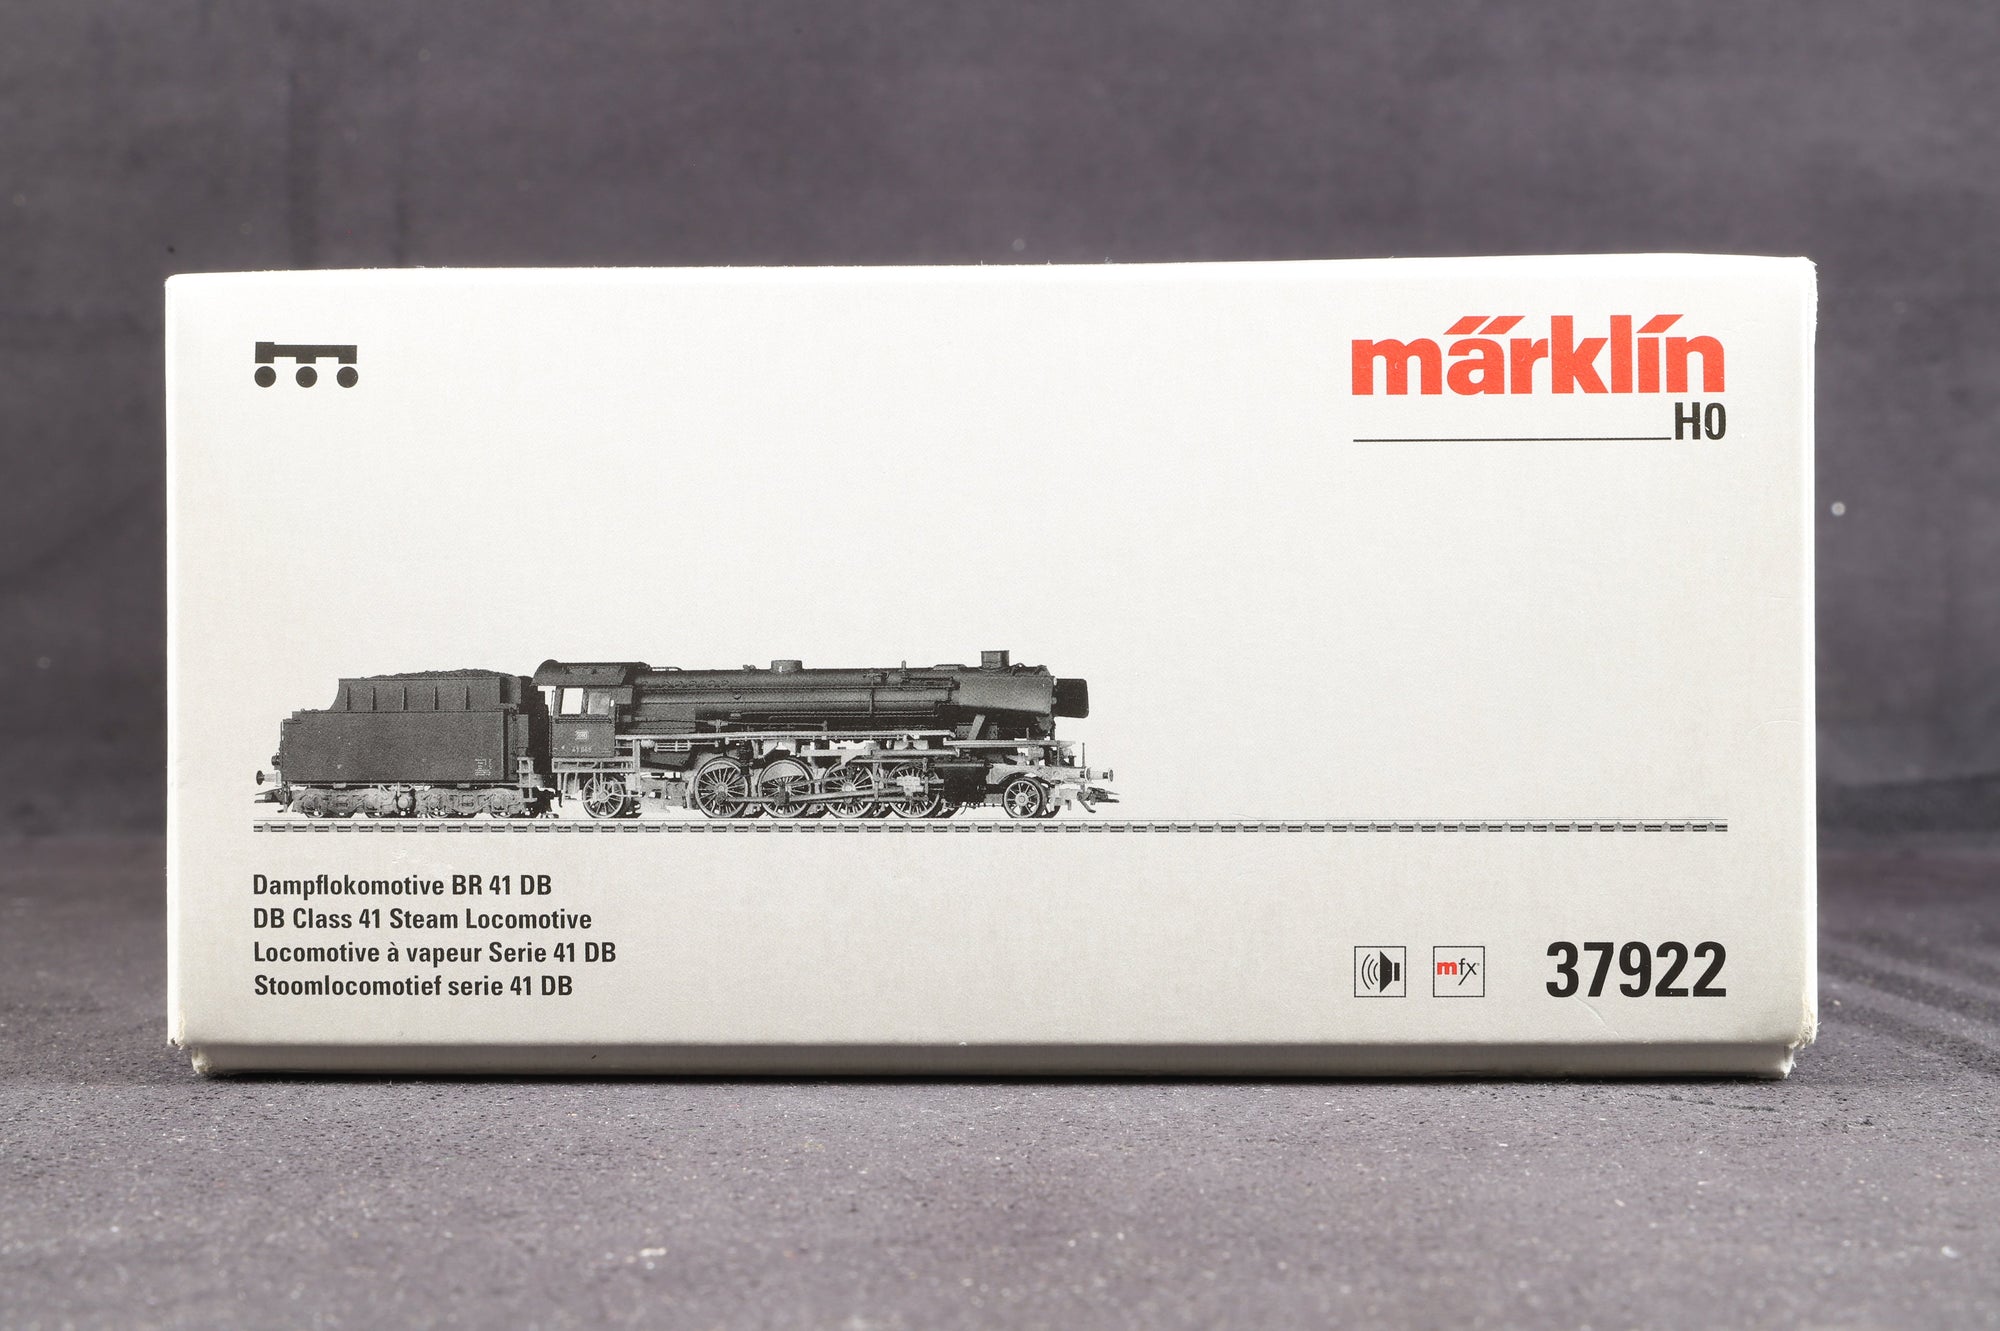 märklín
H0
Dampflokomotive BR 41 DB
DB Class 41 Steam Locomotive
Locomotive à vapeur Serie 41 DB
Stoomlocomotief serie 41 DB
mfx
37922